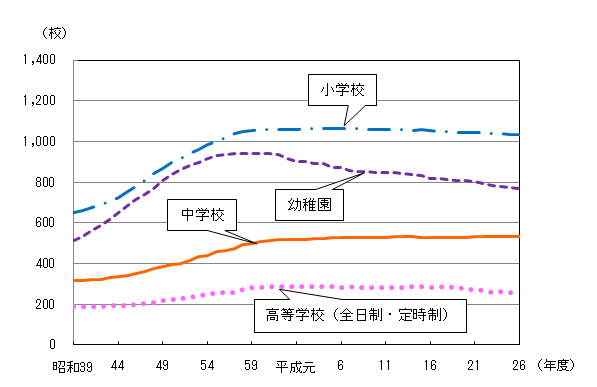 (校)
1,400
1,200
1,000
800
600
400
200
0
小学校
幼稚園
中学校
高等学校（全日制・定時制）
昭和39 44 49 54 59 平成元 6 11 16 21 26 (年度)